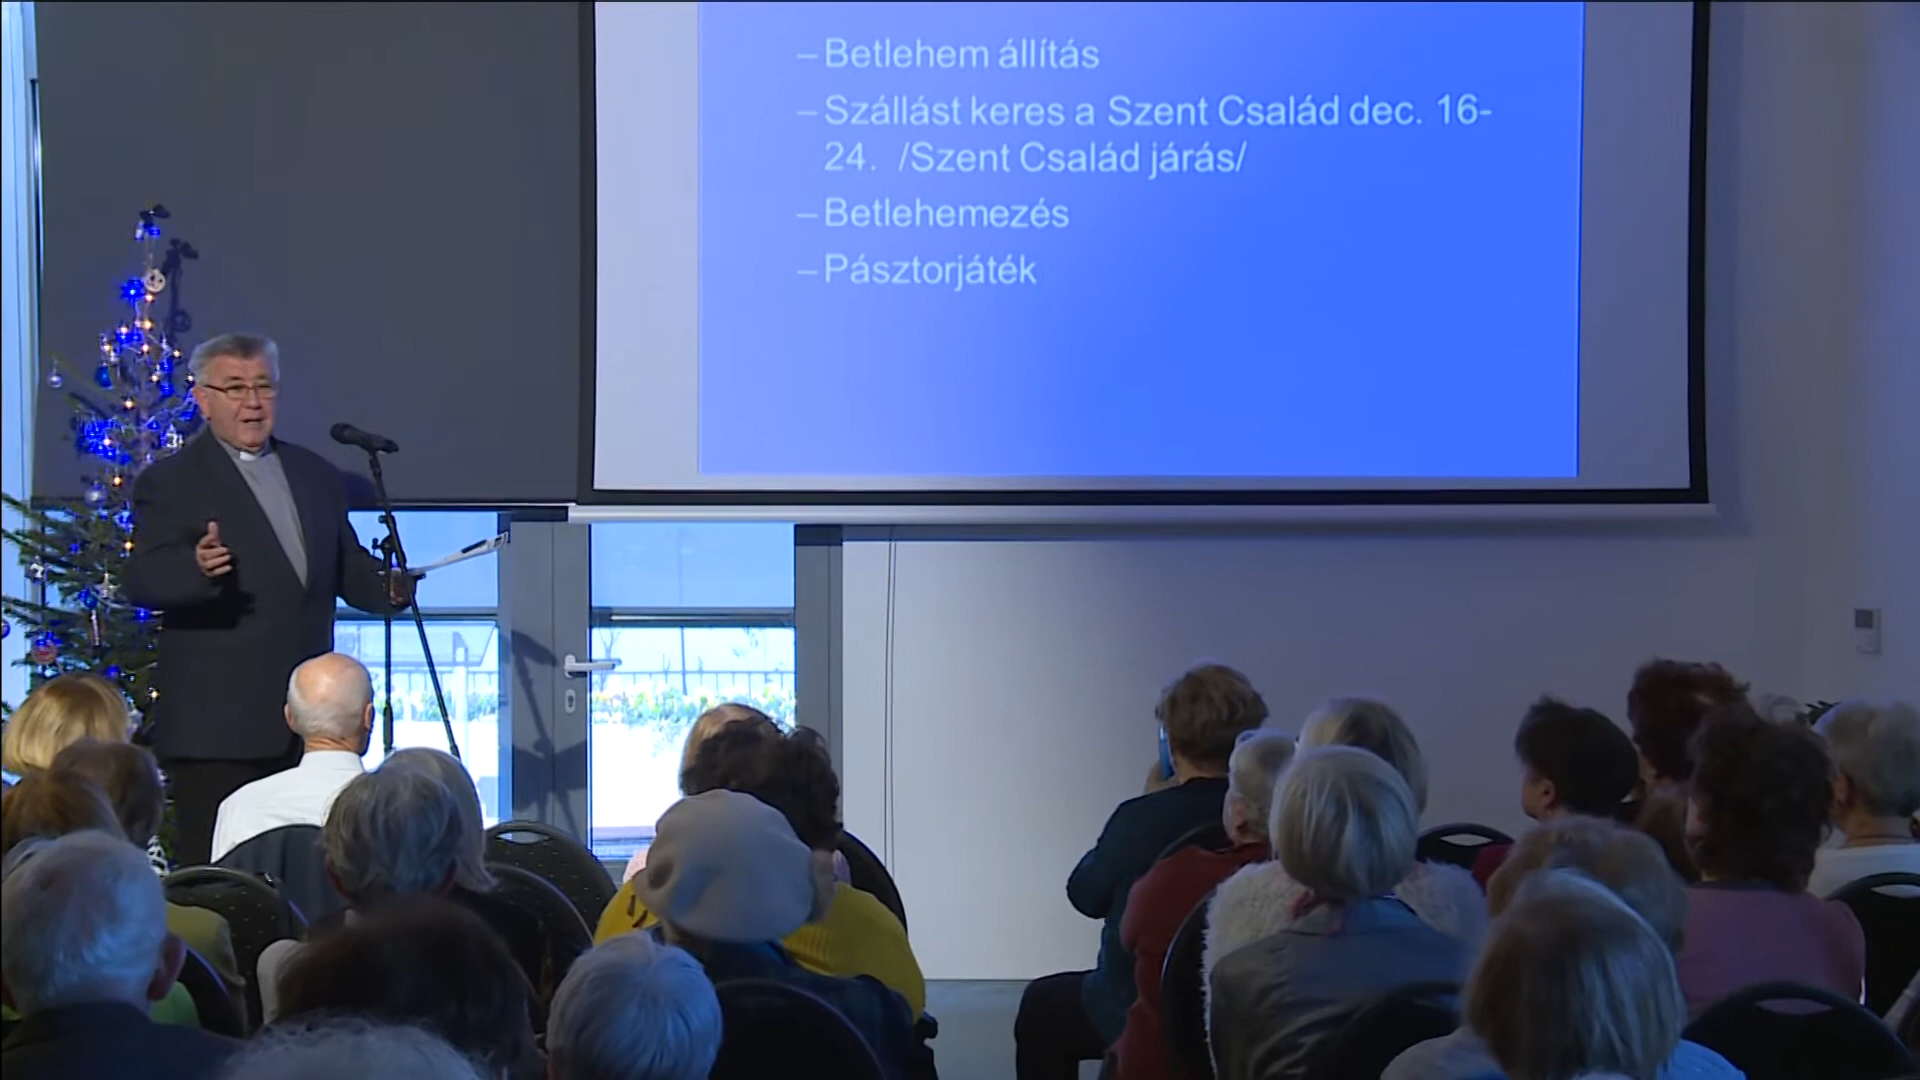 – Betlehem állítás
– Szállást keres a Szent Család dec. 16-
24.  /Szent Család járás/
– Betlehemezés
– Pásztorjáték